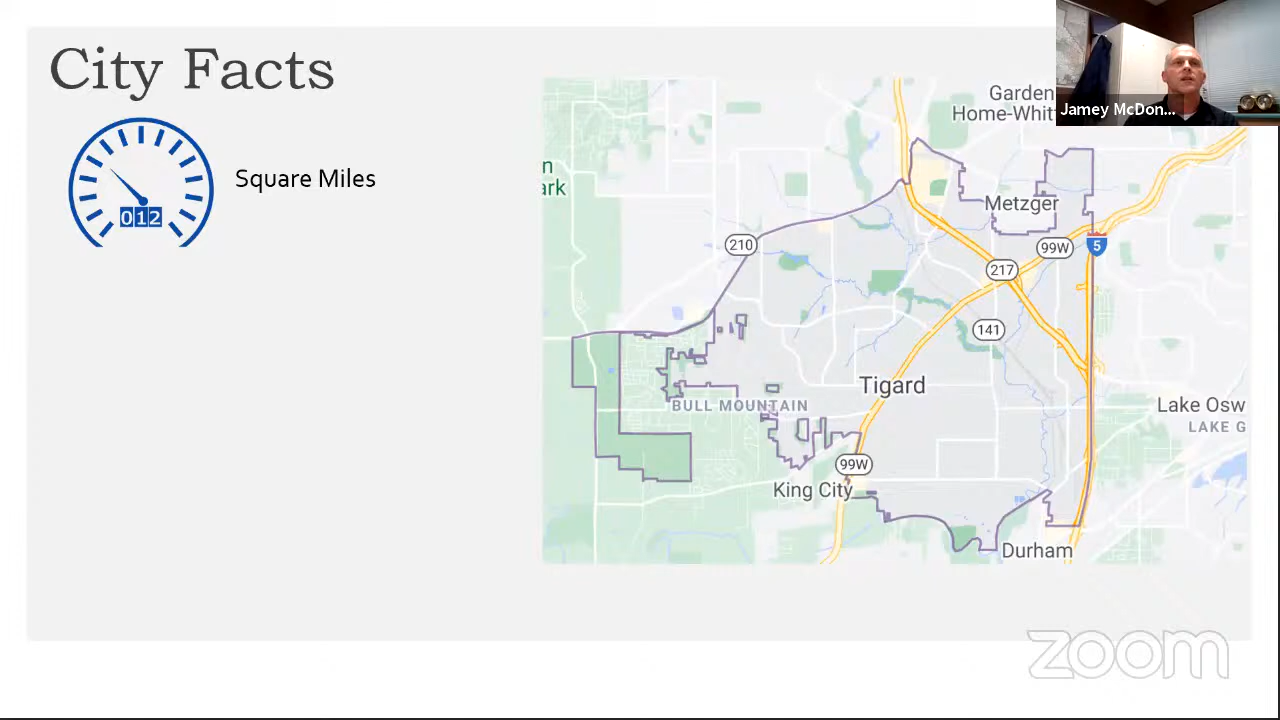 City Facts
012
Square Miles
Garden
Home-Whit
Jamey McDon...
n
ark
Metzger
210
99W
5
217
141
Tigard
BULL MOUNTAIN
Lake Osw
LAKE G
99W
King City
Durham
zoom